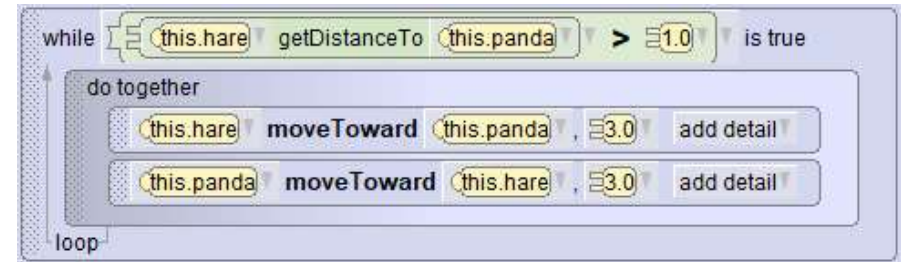 while this.hare getDistanceTo this.panda > 1.0 is true
do together
this.hare moveToward this.panda , 3.0 add detail
this.panda moveToward this.hare , 3.0 add detail
loop